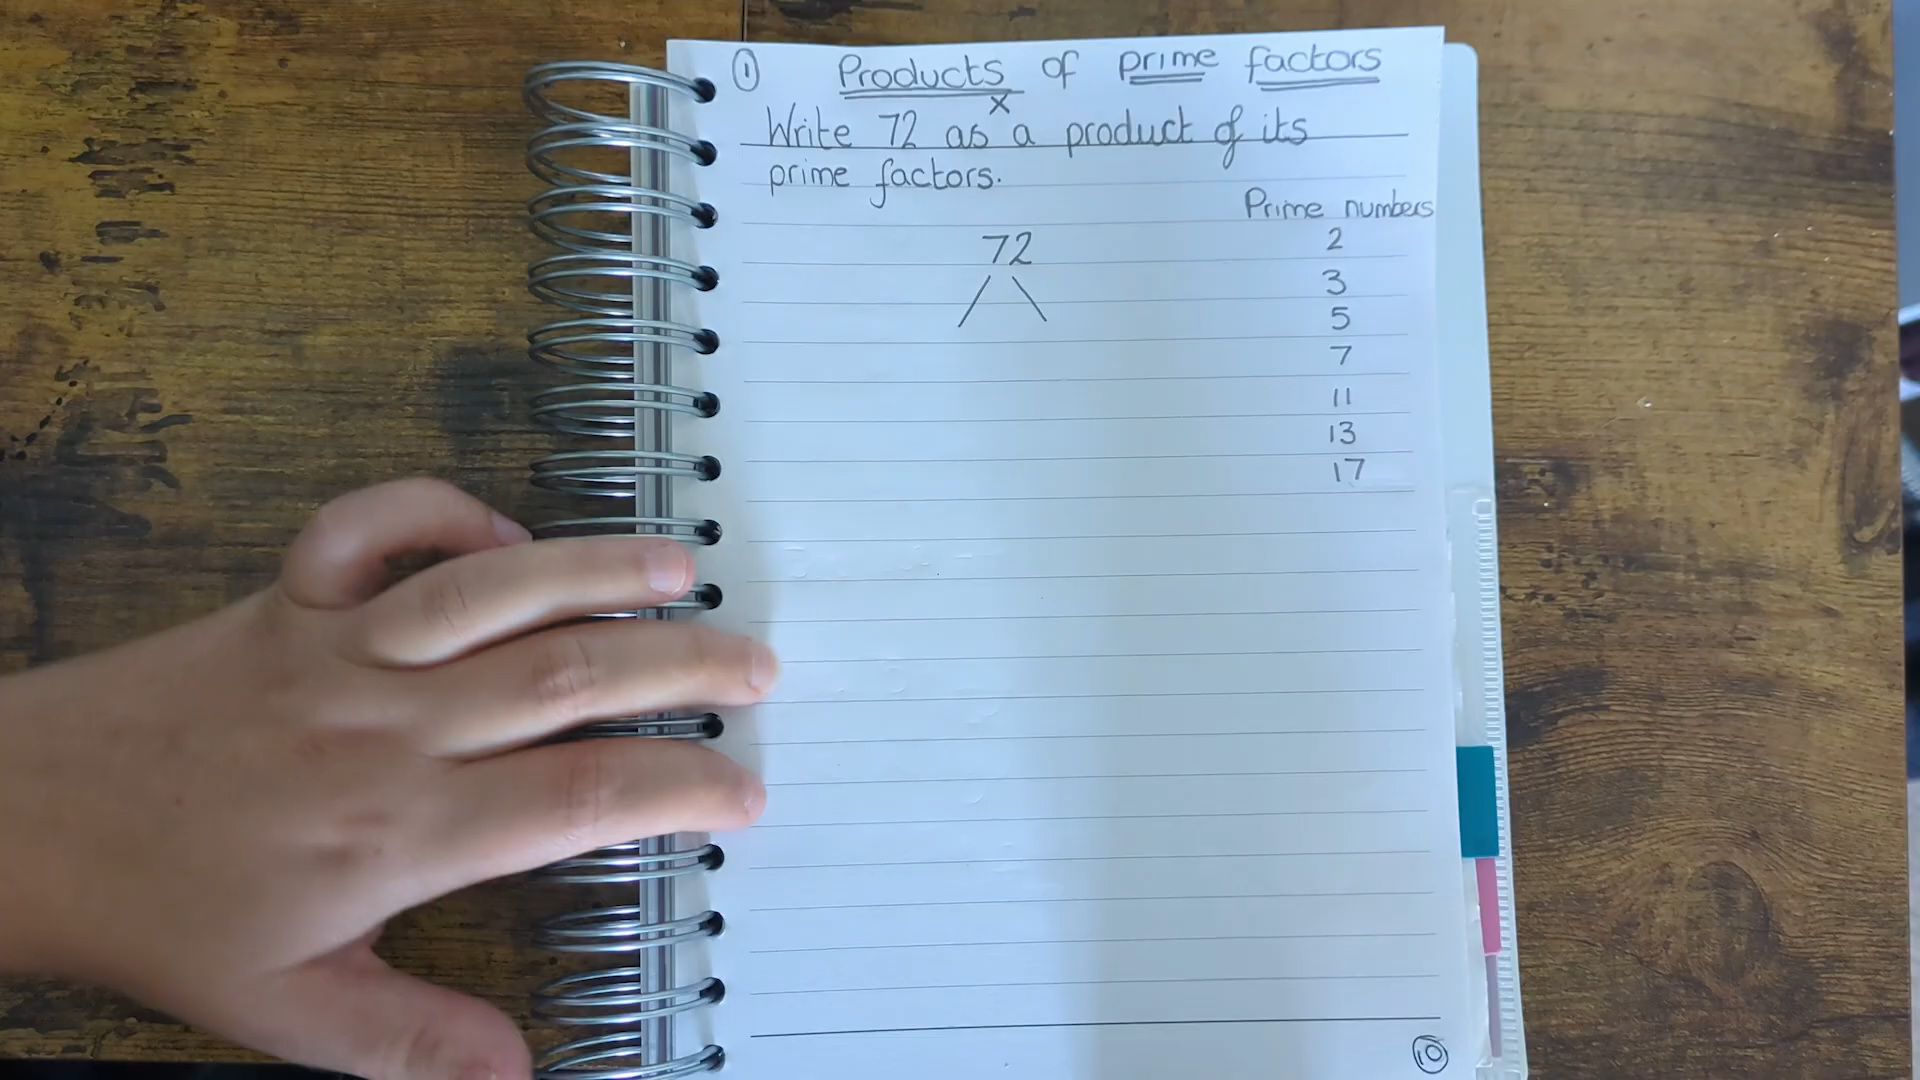 ① Products of prime factors
x
Write 72 as a product of its
prime factors.
Prime numbers
72
2
3
5
7
11
13
17
10